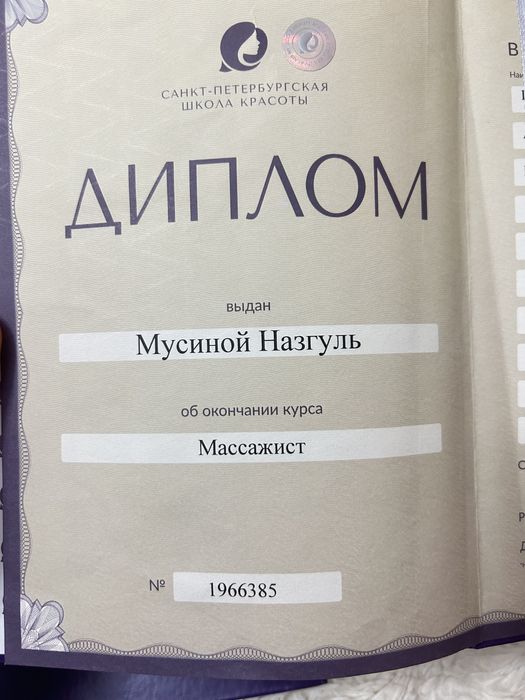 САНКТ-ПЕТЕРБУРГСКАЯ
ШКОЛА КРАСОТЫ
ДИПЛОМ
выдан
Мусиной Назгуль
об окончании курса
Массажист
№ 1966385